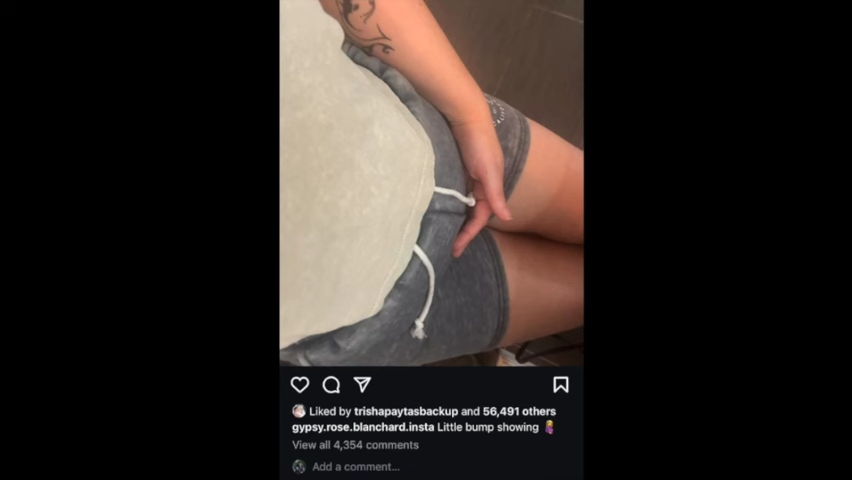 Liked by trishapaytasbackup and 56,491 others
gypsy.rose.blanchard.insta Little bump showing 🤰
View all 4,354 comments
Add a comment...